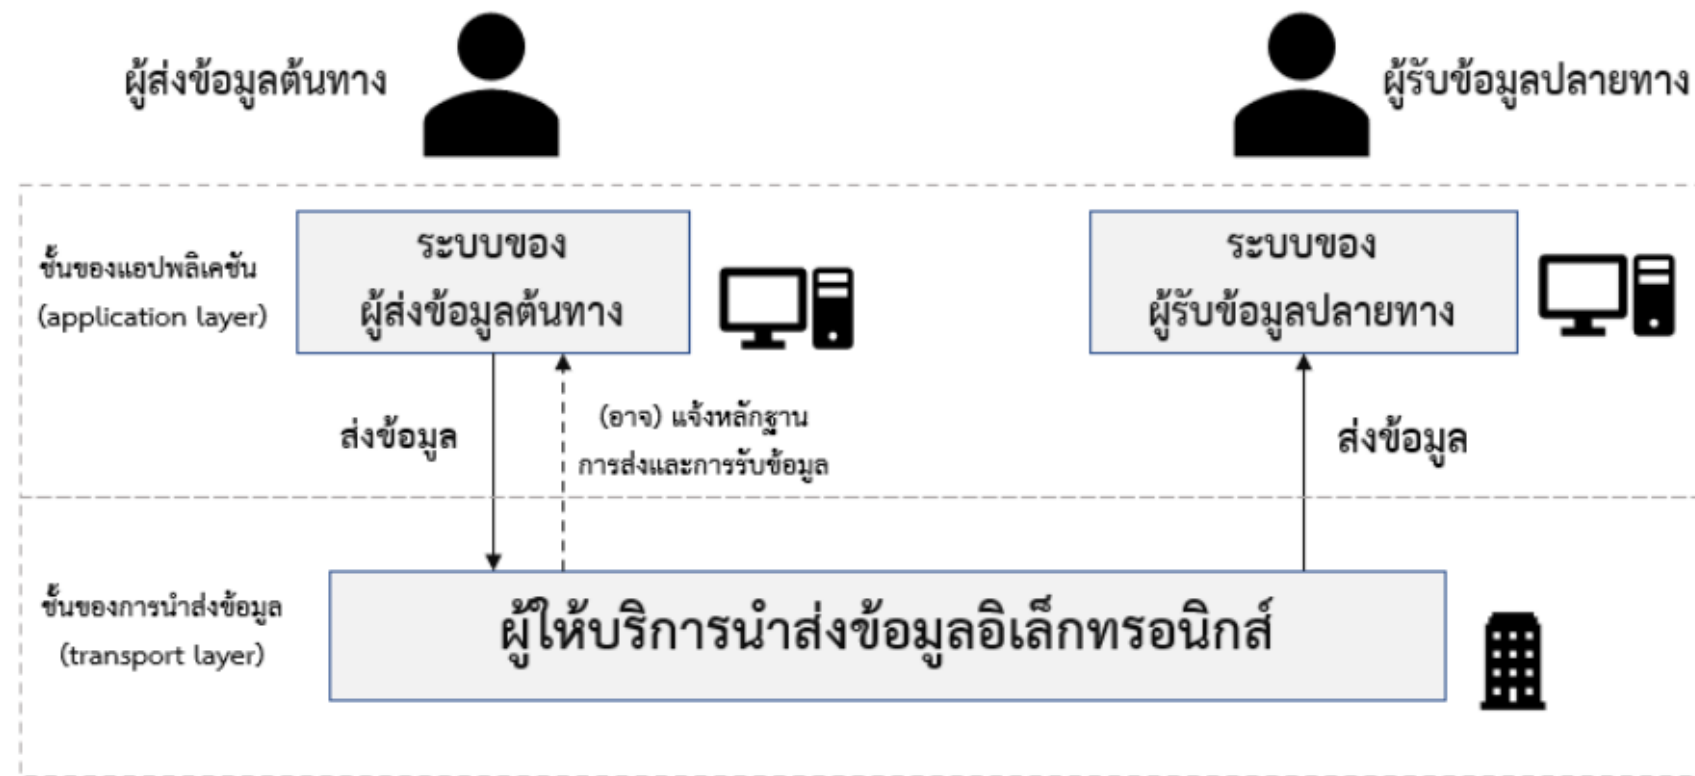 ผู้ส่งข้อมูลต้นทาง
ผู้รับข้อมูลปลายทาง
ชั้นของแอปพลิเคชัน
(application layer)
ระบบของ
ผู้ส่งข้อมูลต้นทาง
ระบบของ
ผู้รับข้อมูลปลายทาง
ส่งข้อมูล
(อาจ) แจ้งหลักฐาน
การส่งและการรับข้อมูล
ส่งข้อมูล
ชั้นของการนำส่งข้อมูล
(transport layer)
ผู้ให้บริการนำส่งข้อมูลอิเล็กทรอนิกส์